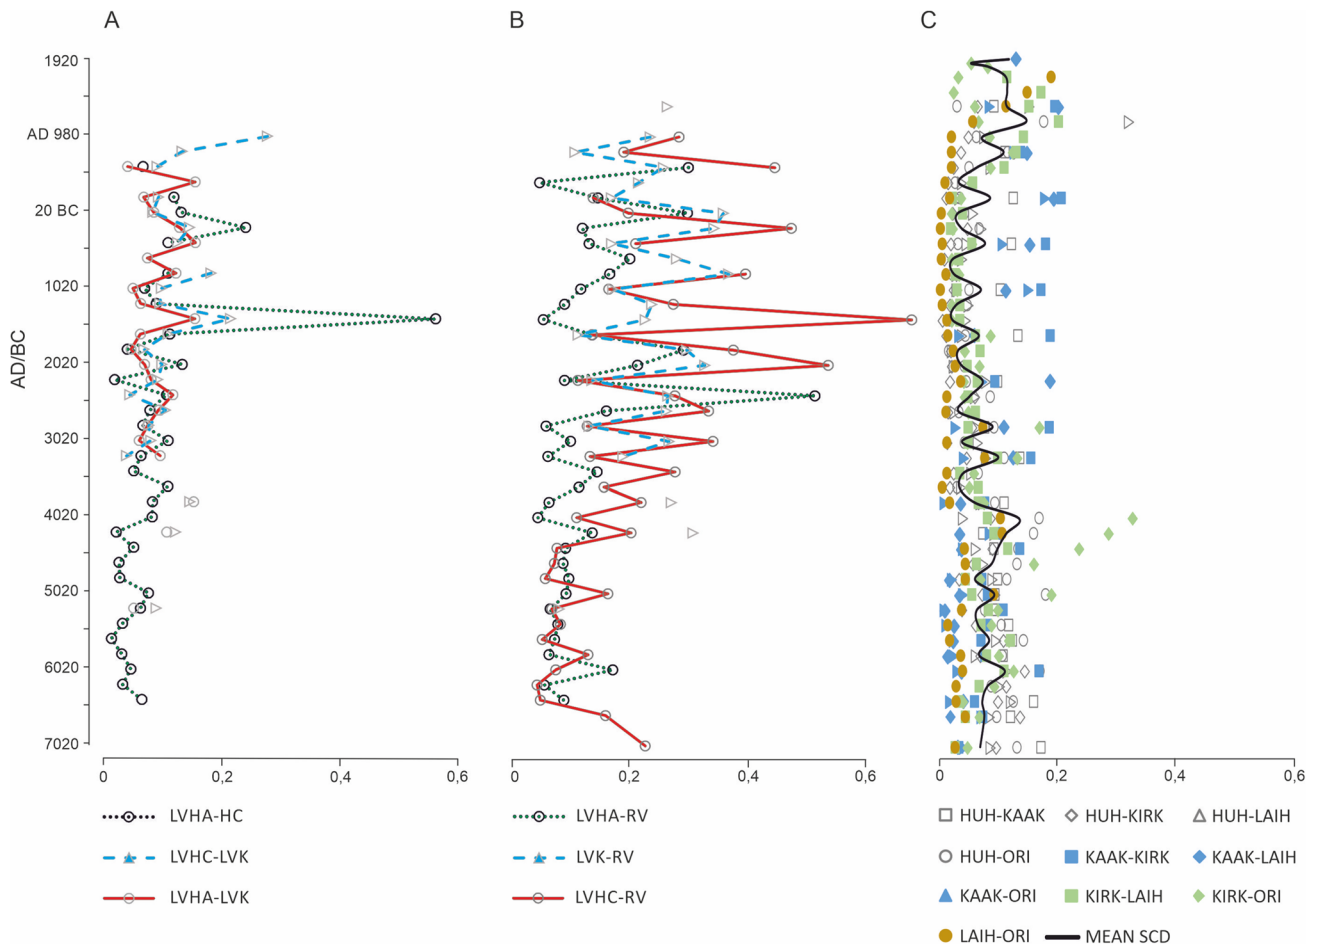 A B C
1920
AD 980
20 BC
1020
2020
3020
4020
5020
6020
7020
AD/BC
0 0,2 0,4 0,6 0 0,2 0,4 0,6 0 0,2 0,4 0,6
LVHA-HC LVHA-RV HUH-KAAK HUH-KIRK HUH-LAIH
LVHC-LVK LVK-RV HUH-ORI KAAK-KIRK KAAK-LAIH
LVHA-LVK LVHC-RV KAAK-ORI KIRK-LAIH KIRK-ORI
LAIH-ORI MEAN SCD